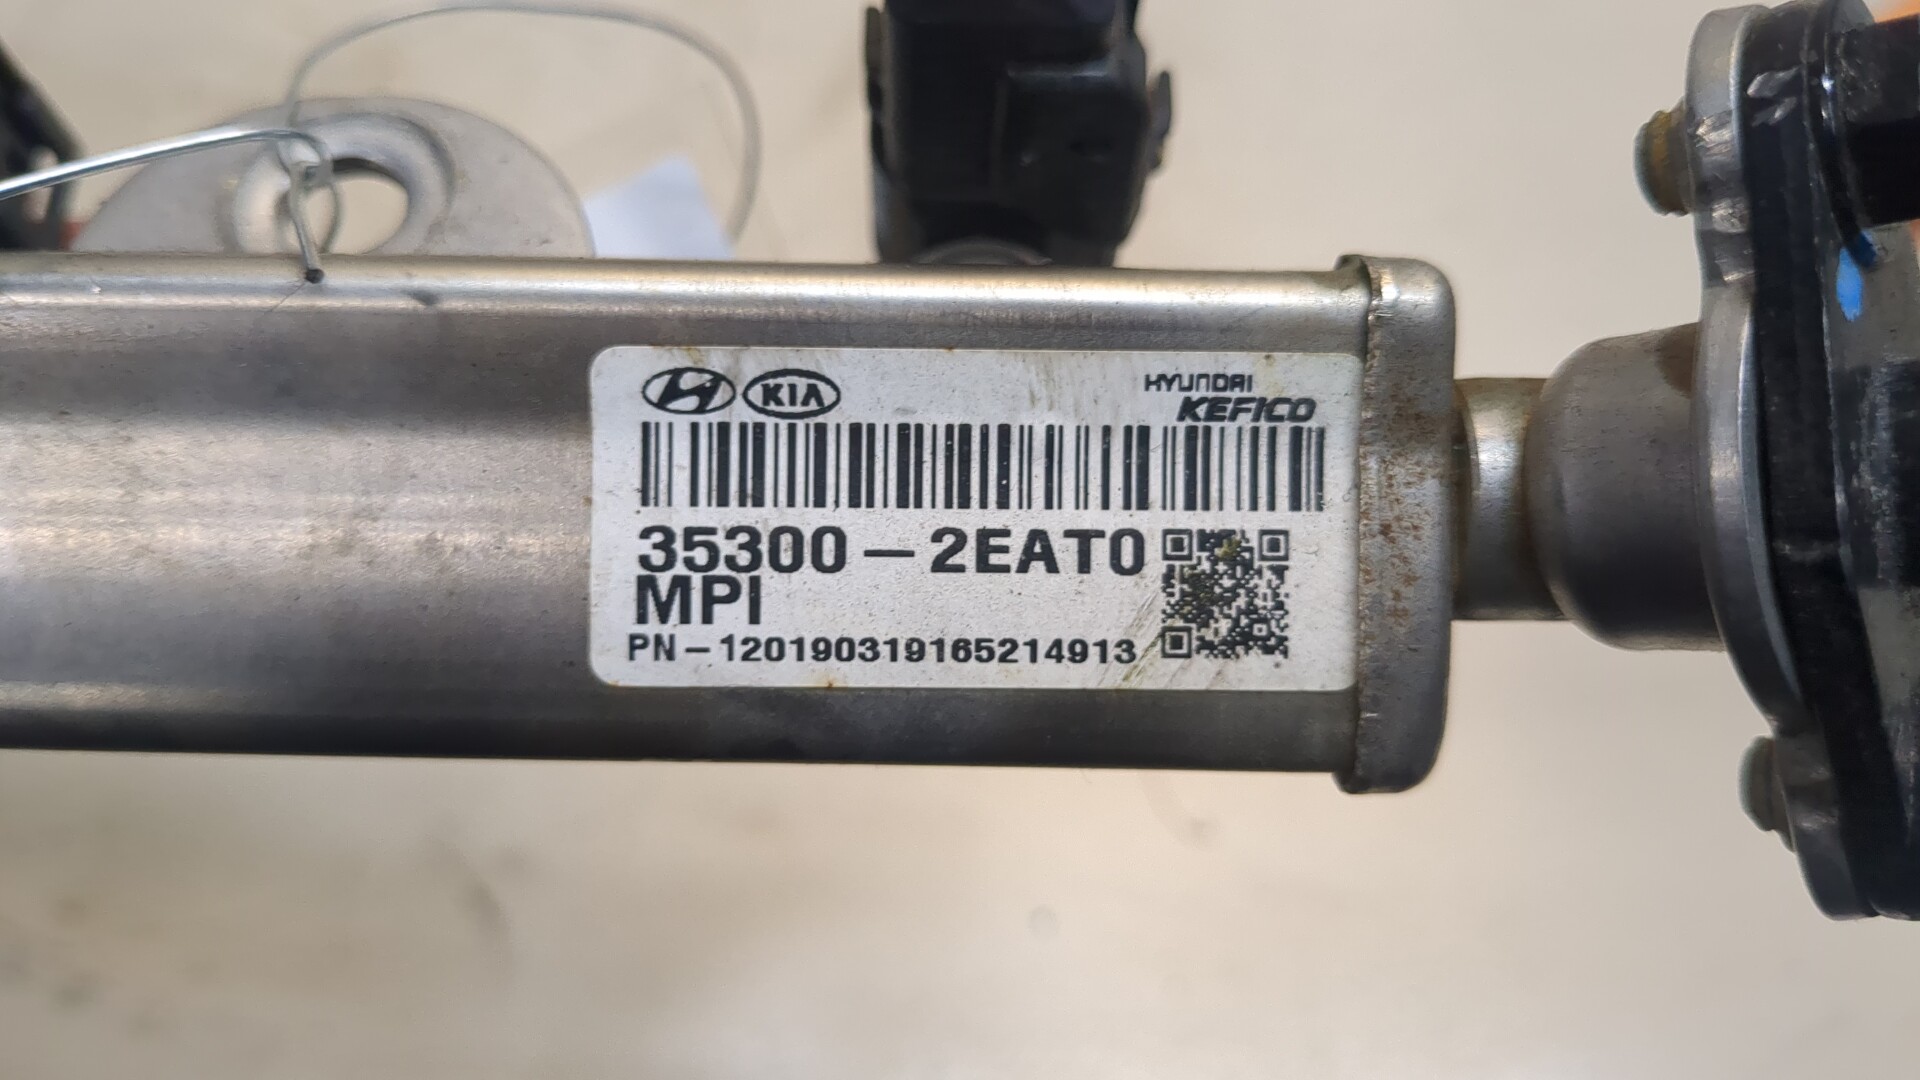 KIA
HYUNDAI
KEFICO
35300-2EAT0
MPI
PN-120190319165214913